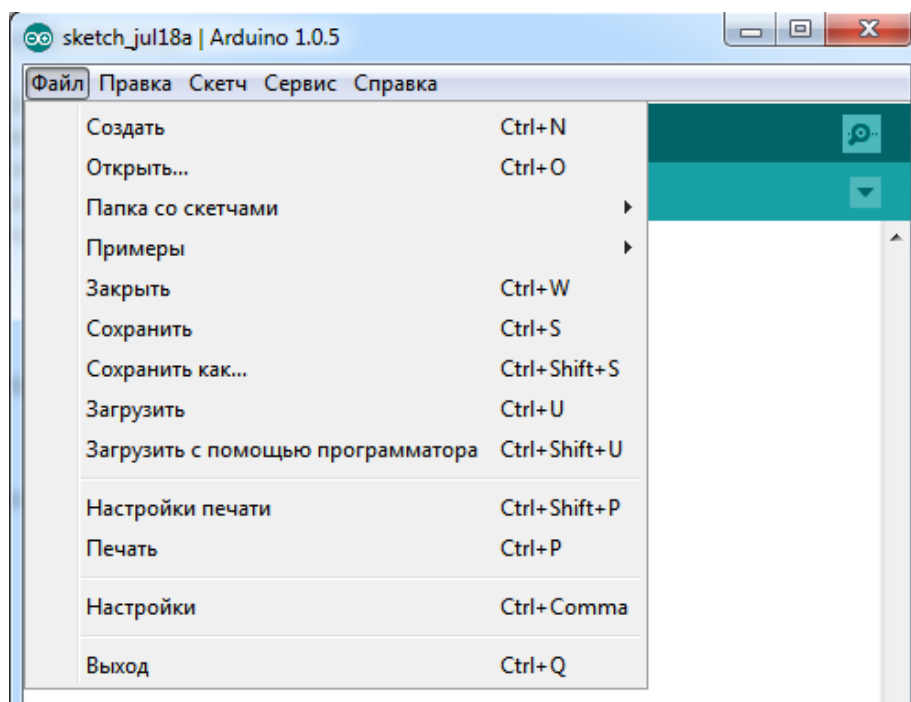 sketch_jul18a | Arduino 1.0.5
Файл Правка Скетч Сервис Справка
Создать Ctrl+N
Открыть... Ctrl+O
Папка со скетчами
Примеры
Закрыть Ctrl+W
Сохранить Ctrl+S
Сохранить как... Ctrl+Shift+S
Загрузить Ctrl+U
Загрузить с помощью программатора Ctrl+Shift+U
Настройки печати Ctrl+Shift+P
Печать Ctrl+P
Настройки Ctrl+Comma
Выход Ctrl+Q